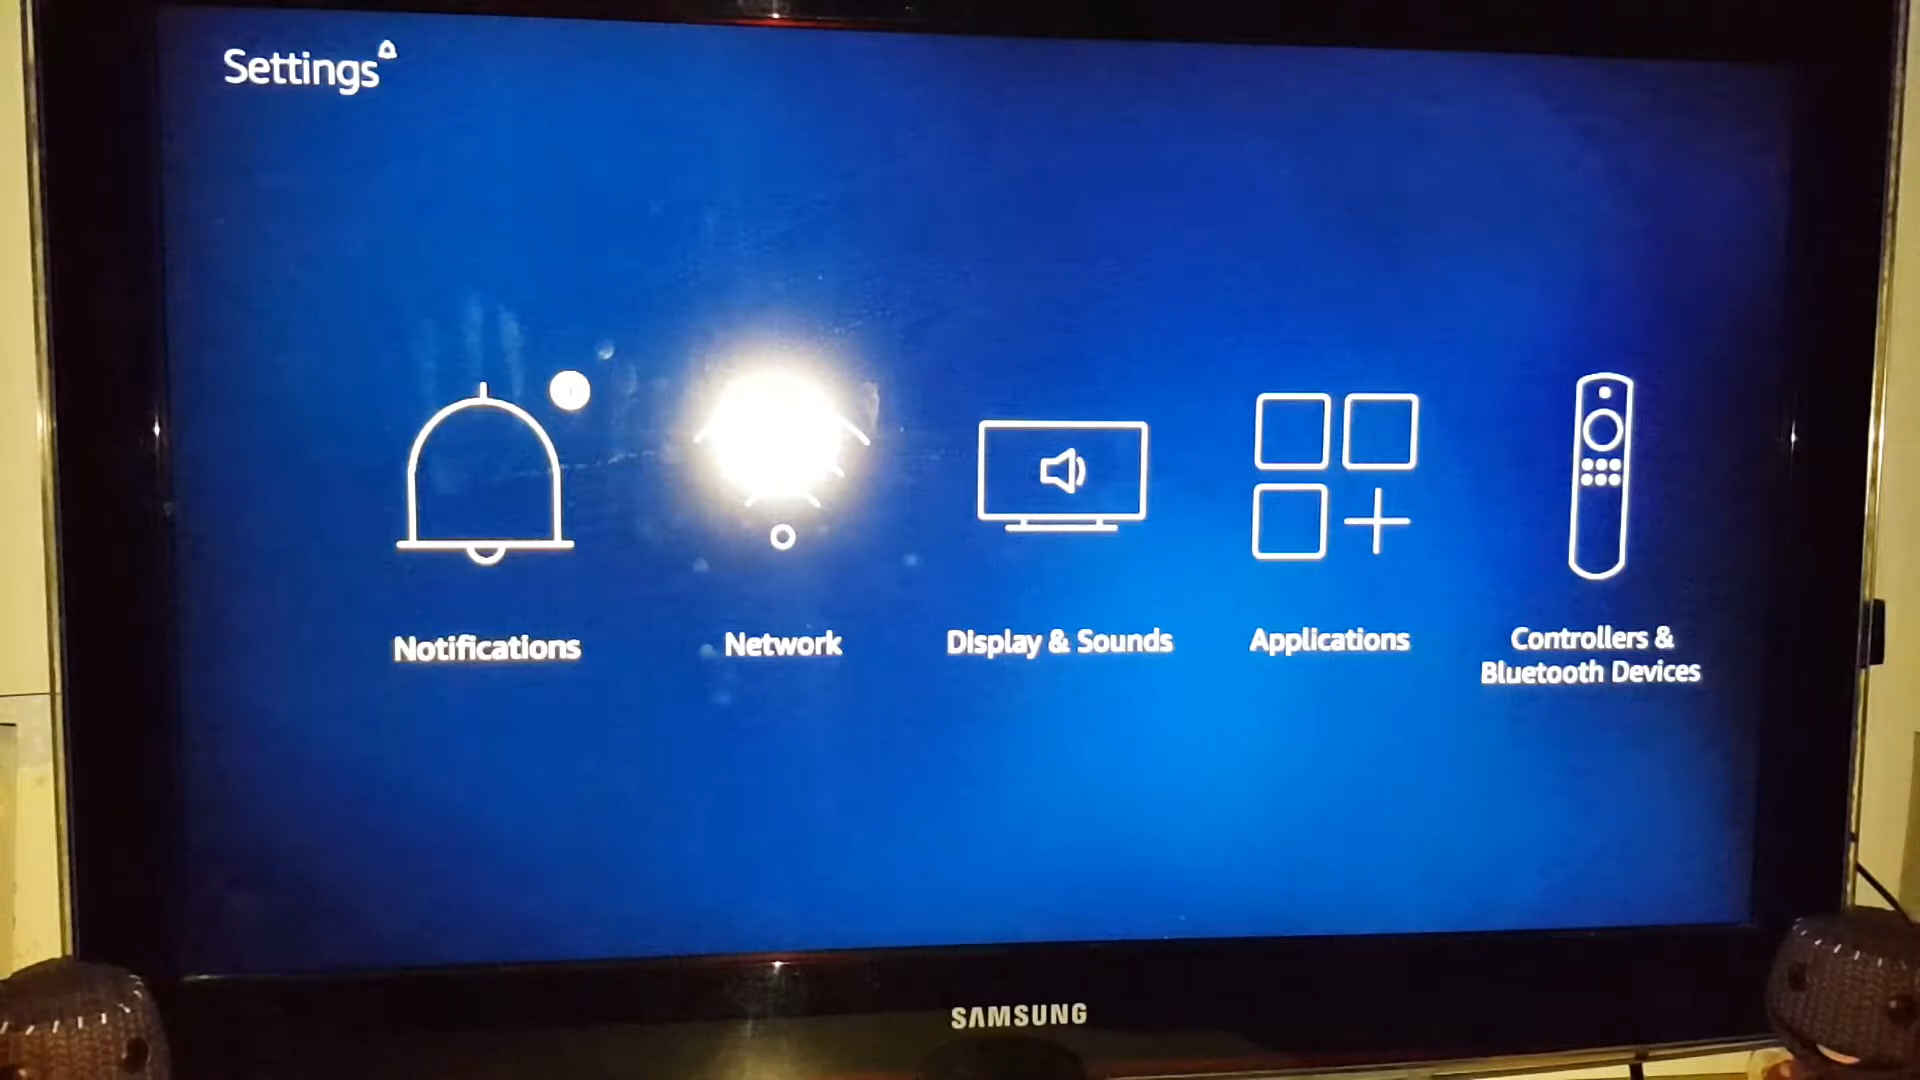 Settings
Notifications
Network
Display & Sounds
Applications
Controllers &
Bluetooth Devices
SAMSUNG